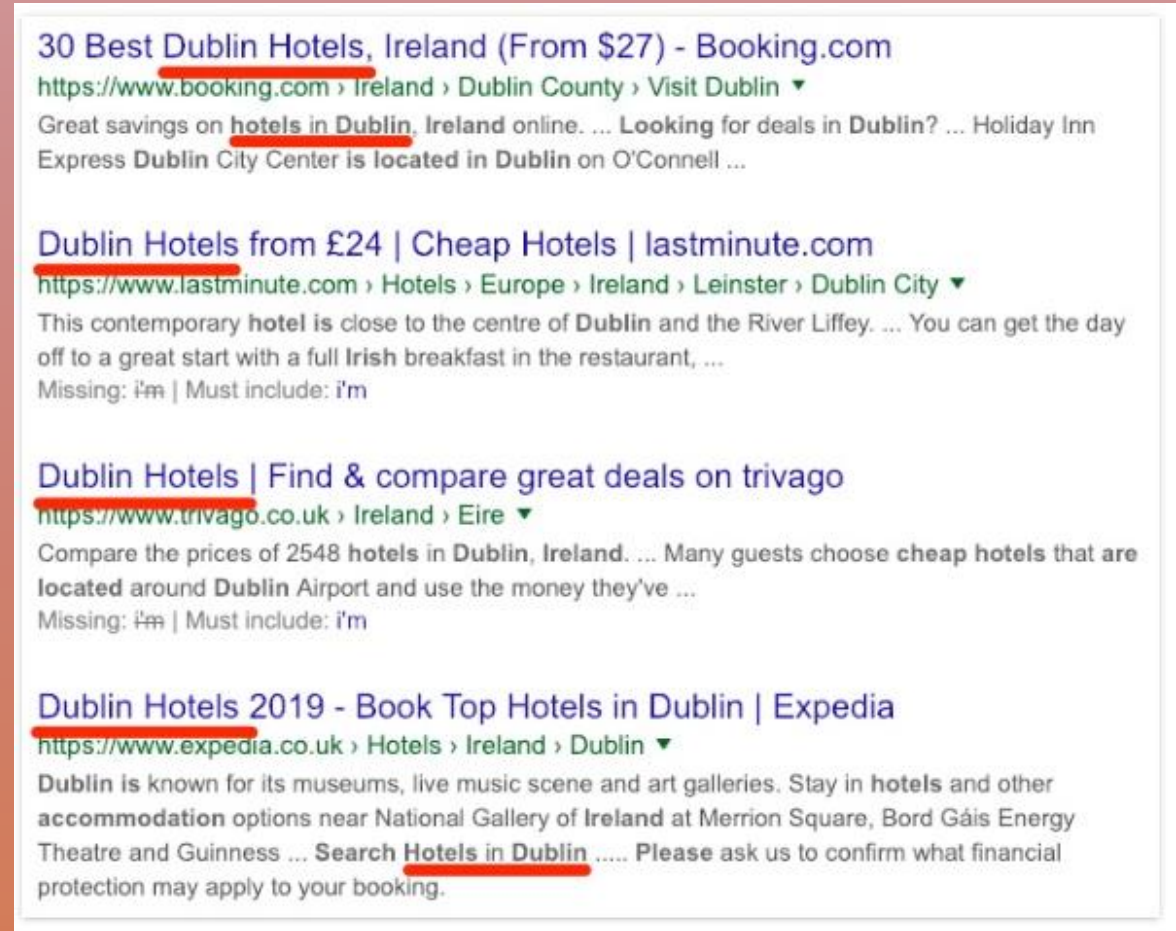 30 Best Dublin Hotels, Ireland (From $27) - Booking.com
https://www.booking.com › Ireland › Dublin County › Visit Dublin ▼
Great savings on hotels in Dublin, Ireland online. ... Looking for deals in Dublin? ... Holiday Inn
Express Dublin City Center is located in Dublin on O'Connell ...
Dublin Hotels from £24 | Cheap Hotels | lastminute.com
https://www.lastminute.com › Hotels › Europe › Ireland › Leinster › Dublin City ▼
This contemporary hotel is close to the centre of Dublin and the River Liffey. ... You can get the day
off to a great start with a full Irish breakfast in the restaurant, ...
Missing: i'm | Must include: i'm
Dublin Hotels | Find & compare great deals on trivago
https://www.trivago.co.uk › Ireland › Eire ▼
Compare the prices of 2548 hotels in Dublin, Ireland. ... Many guests choose cheap hotels that are
located around Dublin Airport and use the money they've ...
Missing: i'm | Must include: i'm
Dublin Hotels 2019 - Book Top Hotels in Dublin | Expedia
https://www.expedia.co.uk › Hotels › Ireland › Dublin ▼
Dublin is known for its museums, live music scene and art galleries. Stay in hotels and other
accommodation options near National Gallery of Ireland at Merrion Square, Bord Gáis Energy
Theatre and Guinness ... Search Hotels in Dublin ..... Please ask us to confirm what financial
protection may apply to your booking.